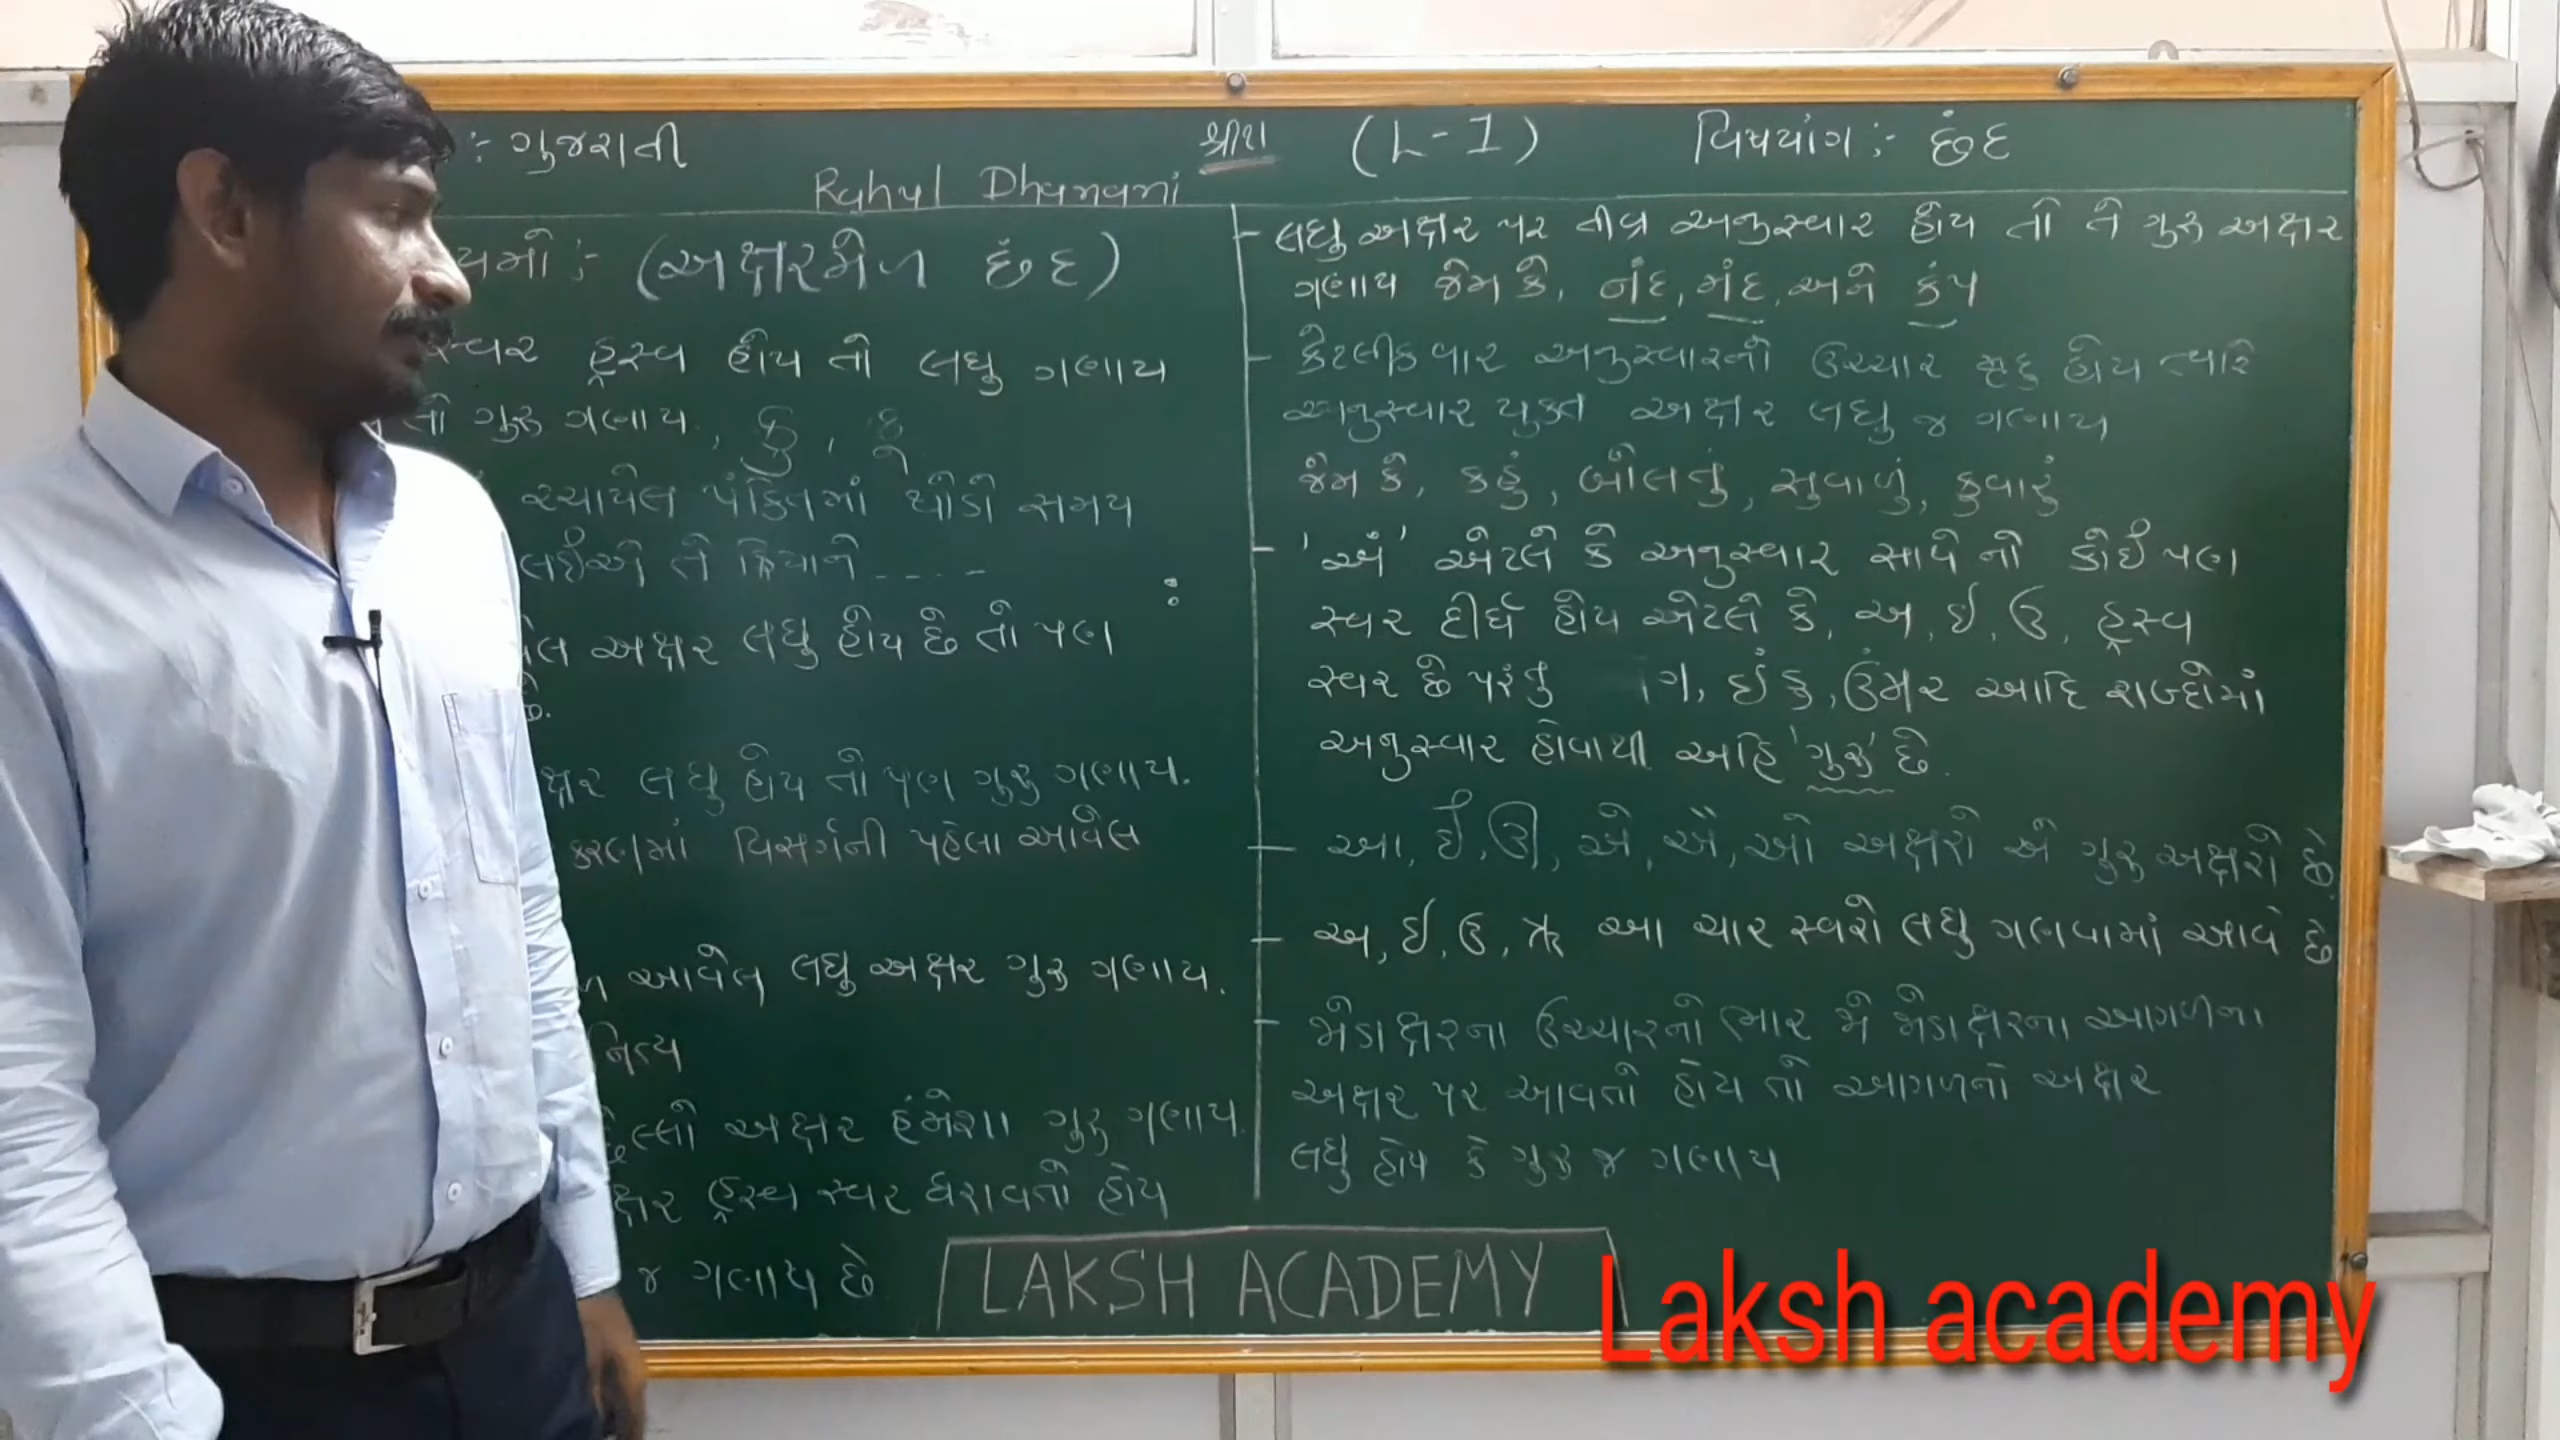 :- ગુજરાતી
શ્રીશ (L-1) વિષયાંગ :- છંદ
Rahul Dhanani
યમો :- (અક્ષરમેળ છંદ)
સ્વર હ્રસ્વ હોય તો લઘુ ગણાય
તો ગુરુ ગણાય, કુ,
રચાયેલ પંક્તિમાં થોડો સમય
લઈએ તે ક્રિયાને ----
યેલ અક્ષર લઘુ હોય છે તો પણ
છે.
ક્ષર લઘુ હોય તો પણ ગુરુ ગણાય.
કરણમાં વિસર્ગની પહેલા આવેલ
આવેલ લઘુ અક્ષર ગુરુ ગણાય.
નિત્ય
છેલ્લો અક્ષર હંમેશા ગુરુ ગણાય.
ક્ષર હ્રસ્વ સ્વર ધરાવતો હોય
જ ગણાય છે
- લઘુ અક્ષર પર તીવ્ર અનુસ્વાર હોય તો તે ગુરુ અક્ષર
ગણાય જેમ કે, નંદ, મંદ, અને કંપ
- કેટલીક વાર અનુસ્વારનો ઉચ્ચાર મૃદુ હોય ત્યારે
અનુસ્વાર યુક્ત અક્ષર લઘુ જ ગણાય
જેમ કે, કહું, બોલતું, સુવાળું, કુવારું
- 'અં' એટલે કે અનુસ્વાર સાથેનો કોઈ પણ
સ્વર દીર્ઘ હોય એટલે કે, અ, ઇ, ઉ, હ્રસ્વ
સ્વર છે પરંતુ ગ, ઇંકુ, ઉંમર આદિ શબ્દોમાં
અનુસ્વાર હોવાથી અહિ 'ગુરુ' છે.
- આ, ઈ, ઊ, એ, ઐ, ઓ અક્ષરો એ ગુરુ અક્ષરો છે.
- અ, ઇ, ઉ, ઋ આ ચાર સ્વરો લઘુ ગણવામાં આવે છે
- જોડાક્ષરના ઉચ્ચારનો ભાર જો જોડાક્ષરના આગળના
અક્ષર પર આવતો હોય તો આગળનો અક્ષર
લઘુ હોય કે ગુરુ જ ગણાય
LAKSH ACADEMY
Laksh academy